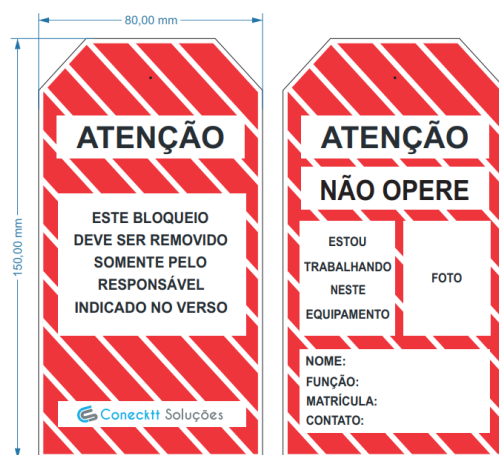 80,00 mm
150,00 mm
ATENÇÃO
ESTE BLOQUEIO
DEVE SER REMOVIDO
SOMENTE PELO
RESPONSÁVEL
INDICADO NO VERSO
Conecktt Soluções
ATENÇÃO
NÃO OPERE
ESTOU
TRABALHANDO
NESTE
EQUIPAMENTO
FOTO
NOME:
FUNÇÃO:
MATRÍCULA:
CONTATO: